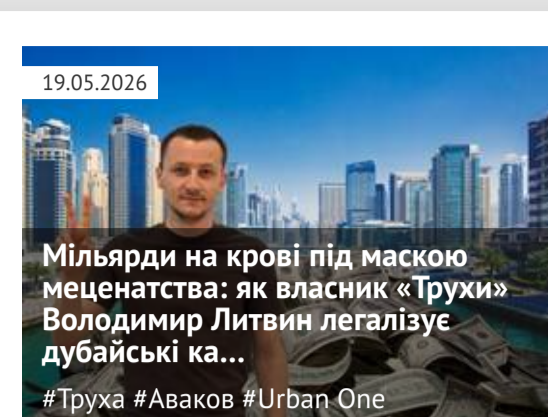 19.05.2026
Мільярди на крові під маскою
меценатства: як власник «Трухи»
Володимир Литвин легалізує
дубайські ка...
#Труха #Аваков #Urban One